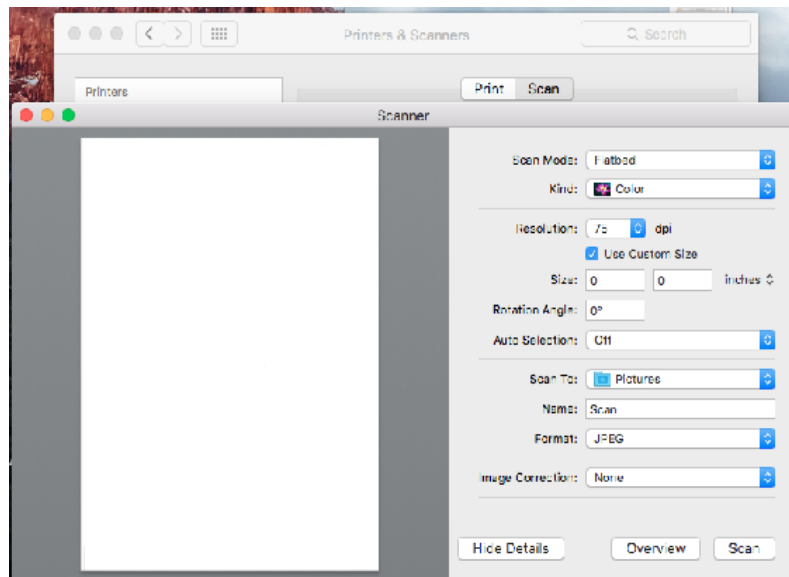 Printers & Scanners
Search
Printers
Print Scan
Scanner
Scan Mode: Flatbed
Kind: Color
Resolution: 75 dpi
Use Custom Size
Size: 0 0 inches
Rotation Angle: 0°
Auto Selection: Off
Scan To: Pictures
Name: Scan
Format: JPEG
Image Correction: None
Hide Details Overview Scan